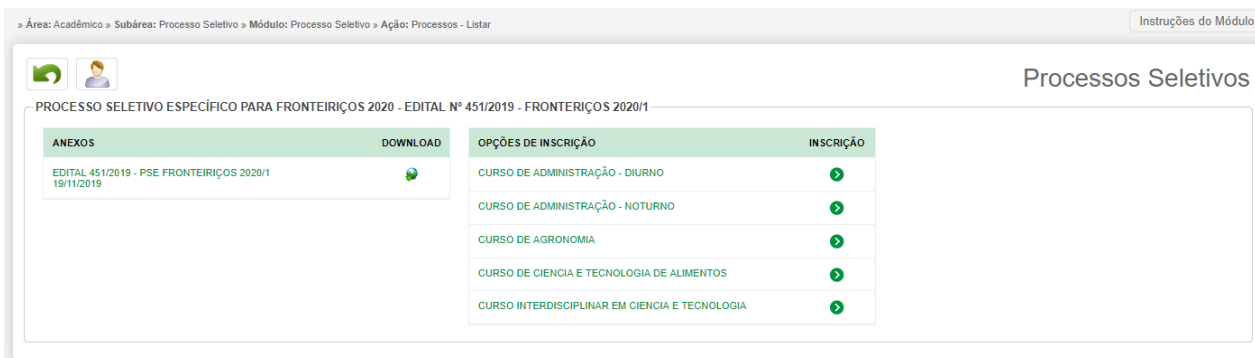 » Área: Acadêmico » Subárea: Processo Seletivo » Módulo: Processo Seletivo » Ação: Processos - Listar
Instruções do Módulo
Processos Seletivos
PROCESSO SELETIVO ESPECÍFICO PARA FRONTEIRIÇOS 2020 - EDITAL Nº 451/2019 - FRONTERIÇOS 2020/1
ANEXOS DOWNLOAD
EDITAL 451/2019 - PSE FRONTEIRIÇOS 2020/1
19/11/2019
OPÇÕES DE INSCRIÇÃO INSCRIÇÃO
CURSO DE ADMINISTRAÇÃO - DIURNO
CURSO DE ADMINISTRAÇÃO - NOTURNO
CURSO DE AGRONOMIA
CURSO DE CIENCIA E TECNOLOGIA DE ALIMENTOS
CURSO INTERDISCIPLINAR EM CIENCIA E TECNOLOGIA